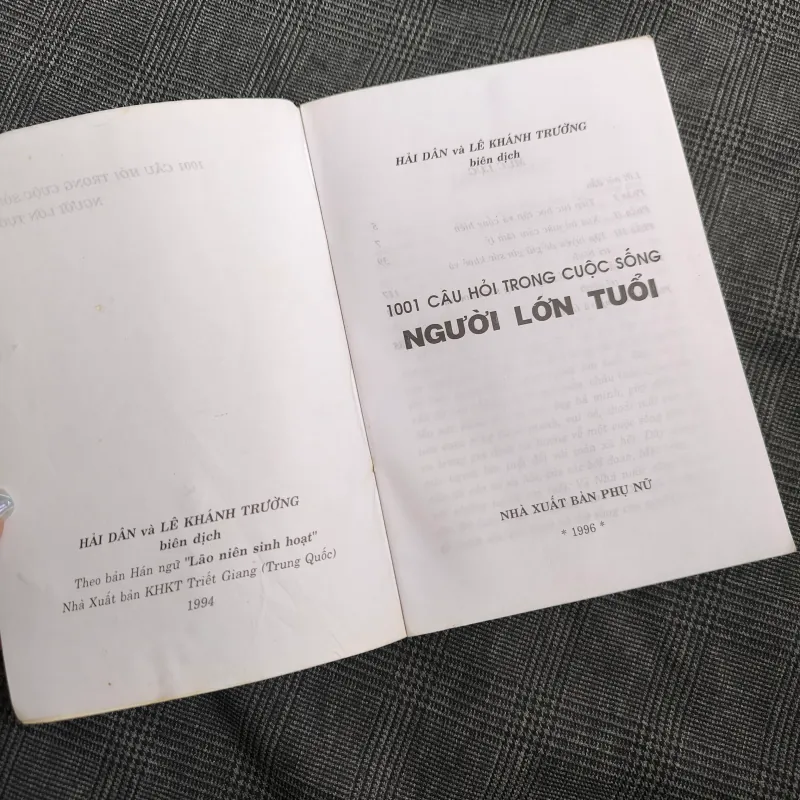 HẢI DÂN và LÊ KHÁNH TRƯỜNG
biên dịch
Theo bản Hán ngữ "Lão niên sinh hoạt"
Nhà Xuất bản KHKT Triết Giang (Trung Quốc)
1994
HẢI DÂN và LÊ KHÁNH TRƯỜNG
biên dịch
1001 CÂU HỎI TRONG CUỘC SỐNG
NGƯỜI LỚN TUỔI
NHÀ XUẤT BẢN PHỤ NỮ
* 1996 *